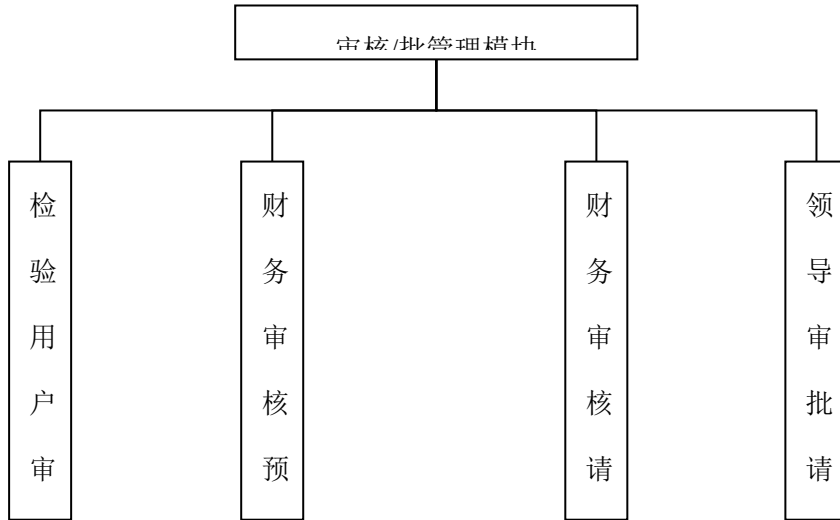 审核/批管理模块
检验用户审
财务审核预
财务审核请
领导审批请